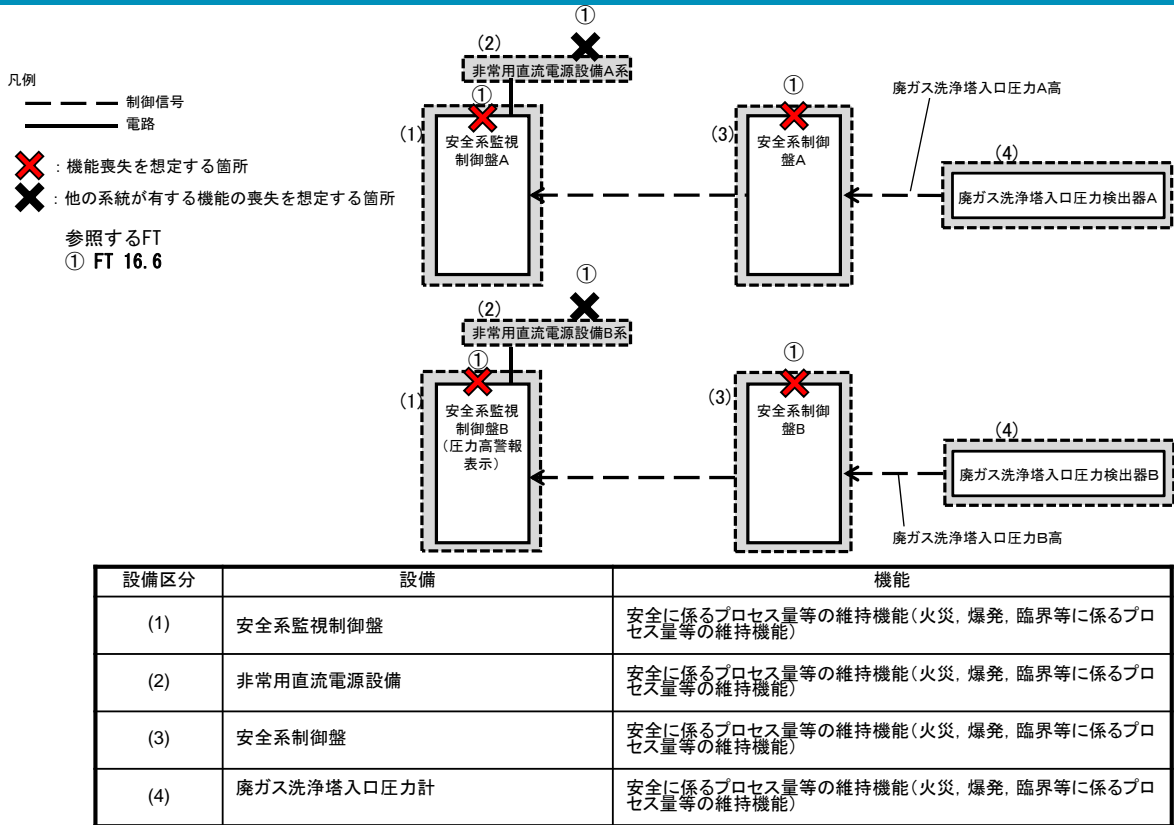 凡例
制御信号
電路
：機能喪失を想定する箇所
：他の系統が有する機能の喪失を想定する箇所
参照するFT
① FT 16.6
①
(2)
非常用直流電源設備A系
①
(1)
安全系監視
制御盤A
①
(3)
安全系制御
盤A
廃ガス洗浄塔入口圧力A高
(4)
廃ガス洗浄塔入口圧力検出器A
①
(2)
非常用直流電源設備B系
①
(1)
安全系監視
制御盤B
（圧力高警報
表示）
①
(3)
安全系制御
盤B
(4)
廃ガス洗浄塔入口圧力検出器B
廃ガス洗浄塔入口圧力B高
設備区分 設備 機能
(1) 安全系監視制御盤 安全に係るプロセス量等の維持機能（火災，爆発，臨界等に係るプロ
セス量等の維持機能）
(2) 非常用直流電源設備 安全に係るプロセス量等の維持機能（火災，爆発，臨界等に係るプロ
セス量等の維持機能）
(3) 安全系制御盤 安全に係るプロセス量等の維持機能（火災，爆発，臨界等に係るプロ
セス量等の維持機能）
(4) 廃ガス洗浄塔入口圧力計 安全に係るプロセス量等の維持機能（火災，爆発，臨界等に係るプロ
セス量等の維持機能）